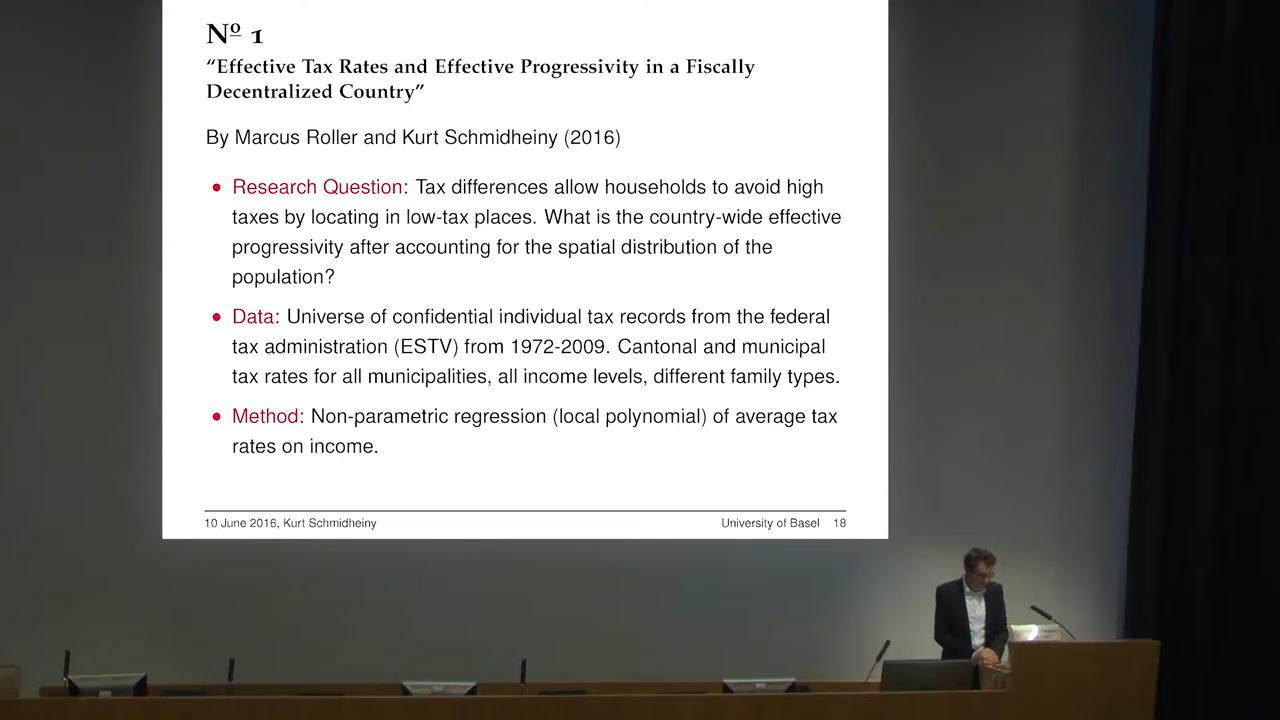 Nº 1
“Effective Tax Rates and Effective Progressivity in a Fiscally
Decentralized Country”
By Marcus Roller and Kurt Schmidheiny (2016)
• Research Question: Tax differences allow households to avoid high
taxes by locating in low-tax places. What is the country-wide effective
progressivity after accounting for the spatial distribution of the
population?
• Data: Universe of confidential individual tax records from the federal
tax administration (ESTV) from 1972-2009. Cantonal and municipal
tax rates for all municipalities, all income levels, different family types.
• Method: Non-parametric regression (local polynomial) of average tax
rates on income.
10 June 2016, Kurt Schmidheiny University of Basel 18